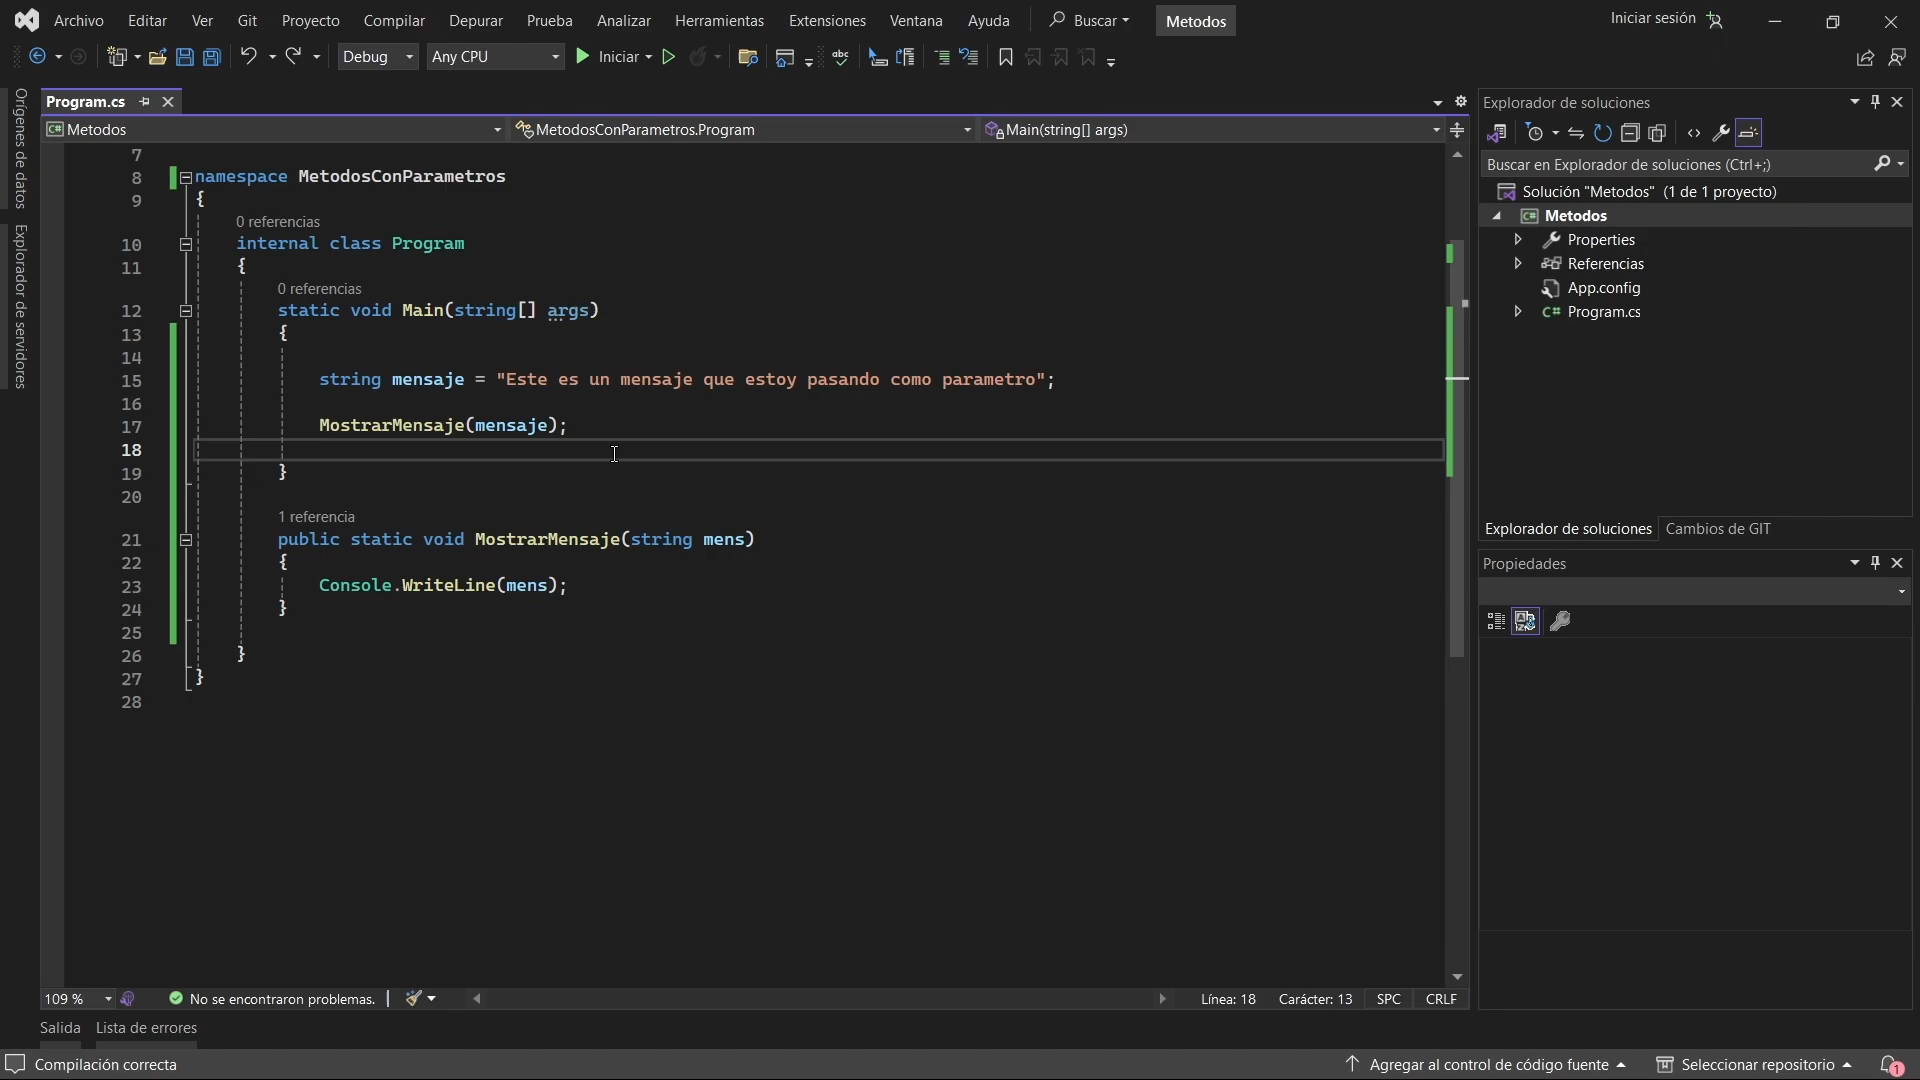 Archivo Editar Ver Git Proyecto Compilar Depurar Prueba Analizar Herramientas Extensiones Ventana Ayuda Buscar Metodos Iniciar sesión
Debug Any CPU Iniciar
Orígenes de datos
Explorador de servidores
Program.cs
Metodos MetodosConParametros.Program Main(string[] args)
7
8 namespace MetodosConParametros
9 {
0 referencias
10 internal class Program
11 {
0 referencias
12 static void Main(string[] args)
13 {
14
15 string mensaje = "Este es un mensaje que estoy pasando como parametro";
16
17 MostrarMensaje(mensaje);
18
19 }
20
1 referencia
21 public static void MostrarMensaje(string mens)
22 {
23 Console.WriteLine(mens);
24 }
25
26 }
27 }
28
109 % No se encontraron problemas. Línea: 18 Carácter: 13 SPC CRLF
Explorador de soluciones
Buscar en Explorador de soluciones (Ctrl+;)
Solución "Metodos" (1 de 1 proyecto)
C# Metodos
Properties
Referencias
App.config
C# Program.cs
Explorador de soluciones Cambios de GIT
Propiedades
Salida Lista de errores
Compilación correcta Agregar al control de código fuente Seleccionar repositorio 1